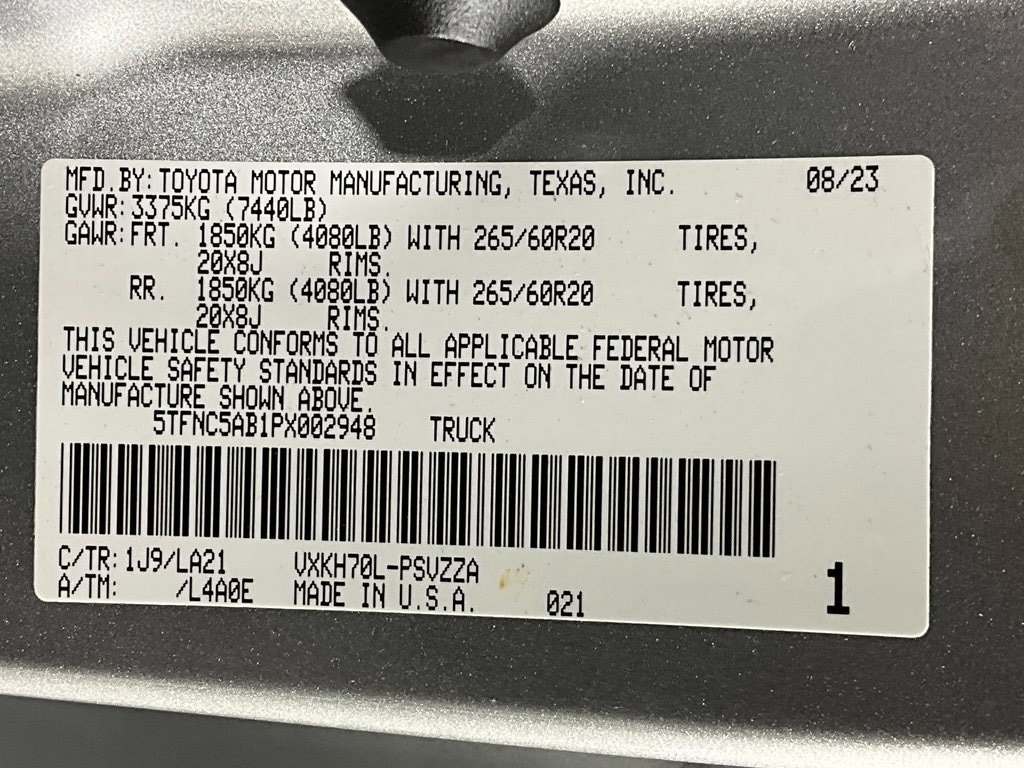 MFD.BY: TOYOTA MOTOR MANUFACTURING, TEXAS, INC. 08/23
GVWR: 3375KG (7440LB)
GAWR: FRT. 1850KG (4080LB) WITH 265/60R20 TIRES,
20X8J RIMS.
RR. 1850KG (4080LB) WITH 265/60R20 TIRES,
20X8J RIMS.
THIS VEHICLE CONFORMS TO ALL APPLICABLE FEDERAL MOTOR
VEHICLE SAFETY STANDARDS IN EFFECT ON THE DATE OF
MANUFACTURE SHOWN ABOVE.
5TFNC5AB1PX002948 TRUCK
C/TR: 1J9/LA21 VXKH70L-PSVZZA
A/TM: /L4A0E MADE IN U.S.A. 021 1